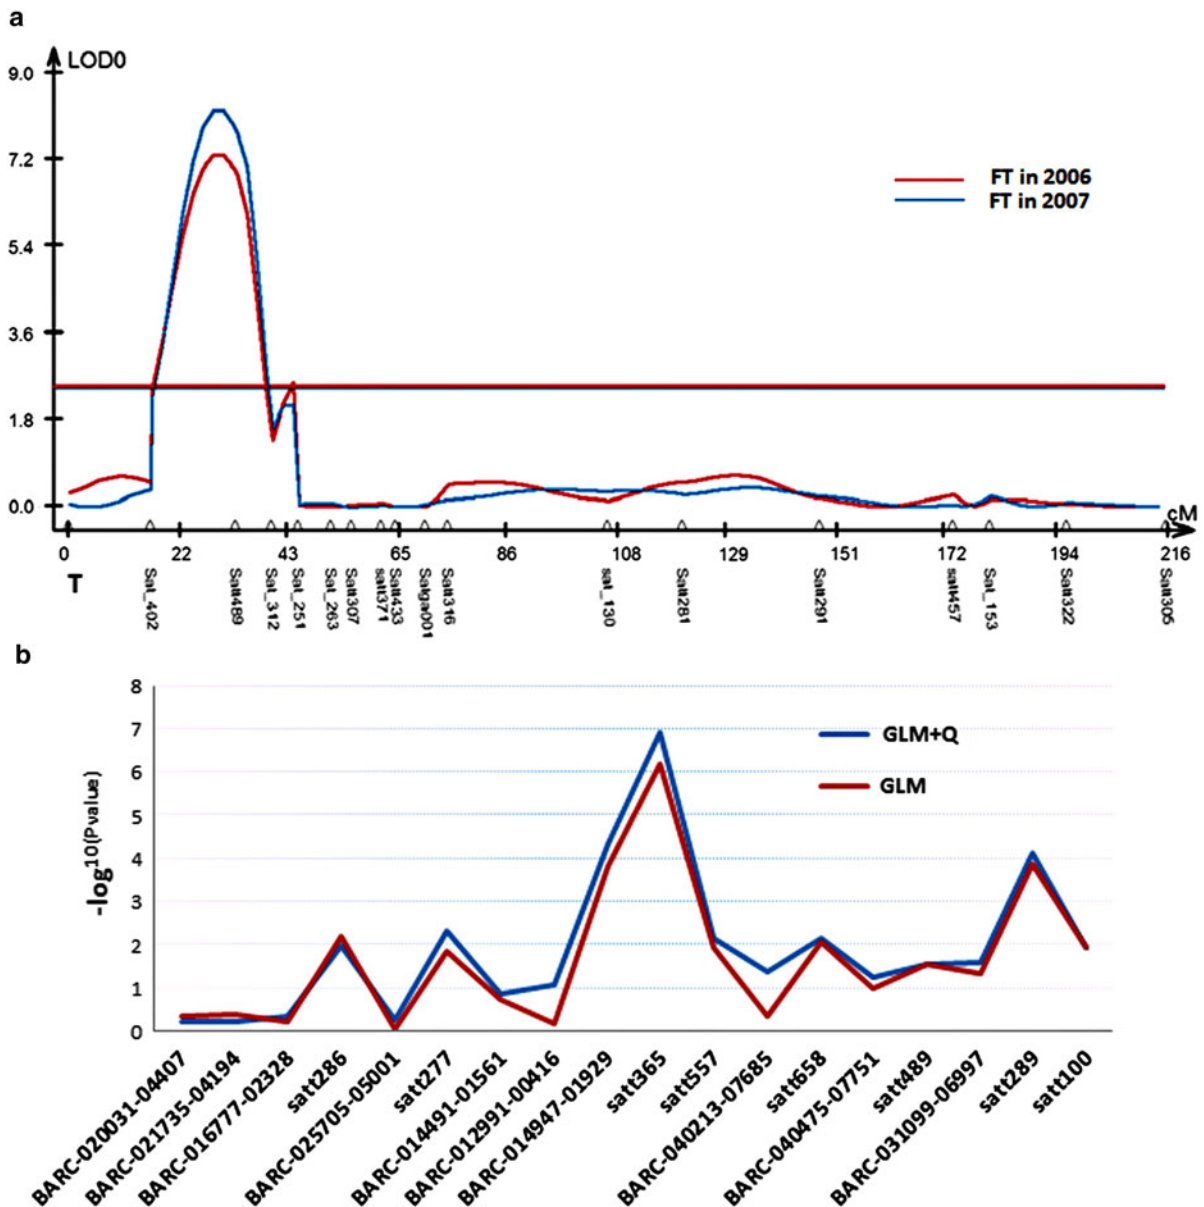 a
LOD0
9.0
7.2
5.4
3.6
1.8
0.0
FT in 2006
FT in 2007
cM
0 22 43 65 86 108 129 151 172 194 216
T
Sat_402 Satt489 Sat_312 Sat_251 Sat_263 Satt307 satt371 Satt433 Satga001 Satt316 sat_130 Satt281 Satt291 satt457 Sat_153 Satt322 Satt305
b
8
7
6
5
4
3
2
1
0
-log10(Pvalue)
GLM+Q
GLM
BARC-020031-04407
BARC-021735-04194
BARC-016777-02328
satt286
BARC-025705-05001
satt277
BARC-014491-01561
BARC-012991-00416
BARC-014947-01929
satt365
satt557
BARC-040213-07685
satt658
BARC-040475-07751
satt489
BARC-031099-06997
satt289
satt100